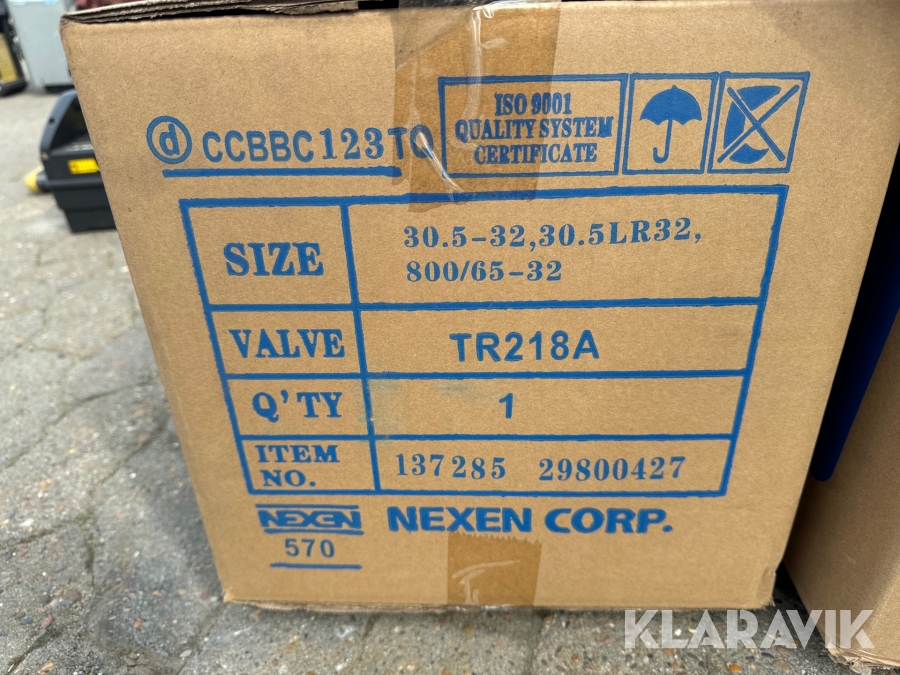 ⓓ CCBBC123TC
ISO 9001
QUALITY SYSTEM
CERTIFICATE
SIZE
30.5-32,30.5LR32,
800/65-32
VALVE
TR218A
Q'TY
1
ITEM
NO.
137285 29800427
NEXEN
NEXEN CORP.
570
KLARAVIK